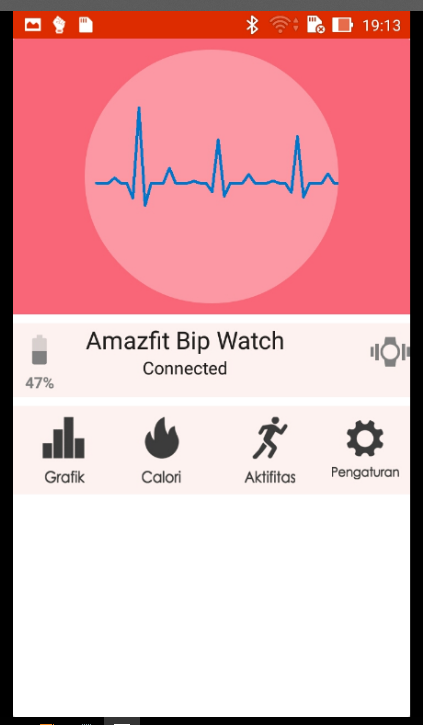 19:13
Amazfit Bip Watch
Connected
47%
Grafik
Calori
Aktifitas
Pengaturan